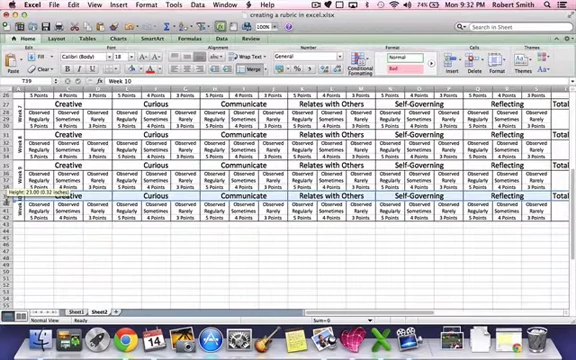 Excel File Edit View Insert Format Tools Data Window Help 74% Mon 9:32 PM Robert Smith
creating a rubric in excel.xlsx
100% Search in Sheet
Home Layout Tables Charts SmartArt Formulas Data Review
Edit Font Alignment Number Format Cells Themes
Paste Fill Clear Calibri (Body) 18 abc Wrap Text General Normal
B I U Merge % Conditional Formatting Bad Insert Delete Format Themes Aa
T39 fx Week 10
26 5 Points 4 Points 3 Points 5 Points 4 Points 3 Points 5 Points 4 Points 3 Points 5 Points 4 Points 3 Points 5 Points 4 Points 3 Points 5 Points 4 Points 3 Points
27 Week 7 Creative Curious Communicate Relates with Others Self-Governing Reflecting Total
Observed Regularly Observed Sometimes Observed Rarely Observed Regularly Observed Sometimes Observed Rarely Observed Regularly Observed Sometimes Observed Rarely Observed Regularly Observed Sometimes Observed Rarely Observed Regularly Observed Sometimes Observed Rarely Observed Regularly Observed Sometimes Observed Rarely
5 Points 4 Points 3 Points 5 Points 4 Points 3 Points 5 Points 4 Points 3 Points 5 Points 4 Points 3 Points 5 Points 4 Points 3 Points 5 Points 4 Points 3 Points
Week 8 Creative Curious Communicate Relates with Others Self-Governing Reflecting Total
Observed Regularly Observed Sometimes Observed Rarely Observed Regularly Observed Sometimes Observed Rarely Observed Regularly Observed Sometimes Observed Rarely Observed Regularly Observed Sometimes Observed Rarely Observed Regularly Observed Sometimes Observed Rarely Observed Regularly Observed Sometimes Observed Rarely
5 Points 4 Points 3 Points 5 Points 4 Points 3 Points 5 Points 4 Points 3 Points 5 Points 4 Points 3 Points 5 Points 4 Points 3 Points 5 Points 4 Points 3 Points
Week 9 Creative Curious Communicate Relates with Others Self-Governing Reflecting Total
Observed Regularly Observed Sometimes Observed Rarely Observed Regularly Observed Sometimes Observed Rarely Observed Regularly Observed Sometimes Observed Rarely Observed Regularly Observed Sometimes Observed Rarely Observed Regularly Observed Sometimes Observed Rarely Observed Regularly Observed Sometimes Observed Rarely
5 Points 4 Points 3 Points 5 Points 4 Points 3 Points 5 Points 4 Points 3 Points 5 Points 4 Points 3 Points 5 Points 4 Points 3 Points 5 Points 4 Points 3 Points
Height: 23.00 (0.32 inches)
Week 10 Creative Curious Communicate Relates with Others Self-Governing Reflecting Total
Observed Regularly Observed Sometimes Observed Rarely Observed Regularly Observed Sometimes Observed Rarely Observed Regularly Observed Sometimes Observed Rarely Observed Regularly Observed Sometimes Observed Rarely Observed Regularly Observed Sometimes Observed Rarely Observed Regularly Observed Sometimes Observed Rarely
42 5 Points 4 Points 3 Points 5 Points 4 Points 3 Points 5 Points 4 Points 3 Points 5 Points 4 Points 3 Points 5 Points 4 Points 3 Points 5 Points 4 Points 3 Points
43
44
45
46
47
48
49
50
51
52
53
54
55
Sheet1 Sheet2
Normal View Ready Sum=0